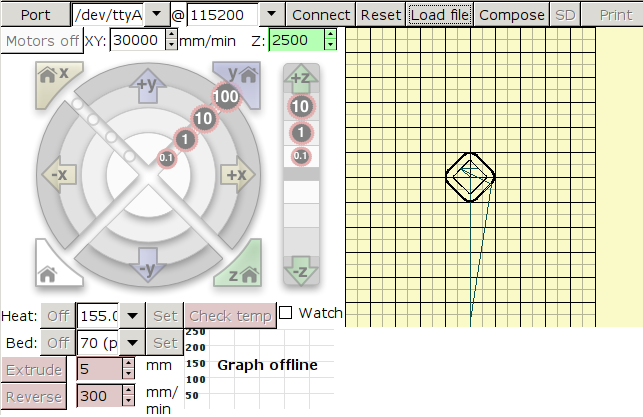 Port /dev/ttyA @ 115200 Connect Reset Load file Compose SD Print
Motors off XY: 30000 mm/min Z: 2500
x +y y +z
100
10 10
1 1
0.1 0.1
-x +x
-y z -z
Heat: Off 155.0 Set Check temp Watch
Bed: Off 70 (p Set
Extrude 5 mm
Reverse 300 mm/
min
250
200
150
100
50
Graph offline